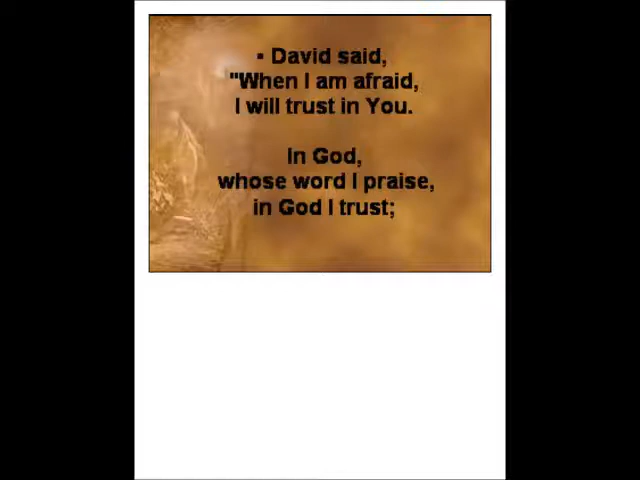 ▪ David said,
"When I am afraid,
I will trust in You.
In God,
whose word I praise,
in God I trust;